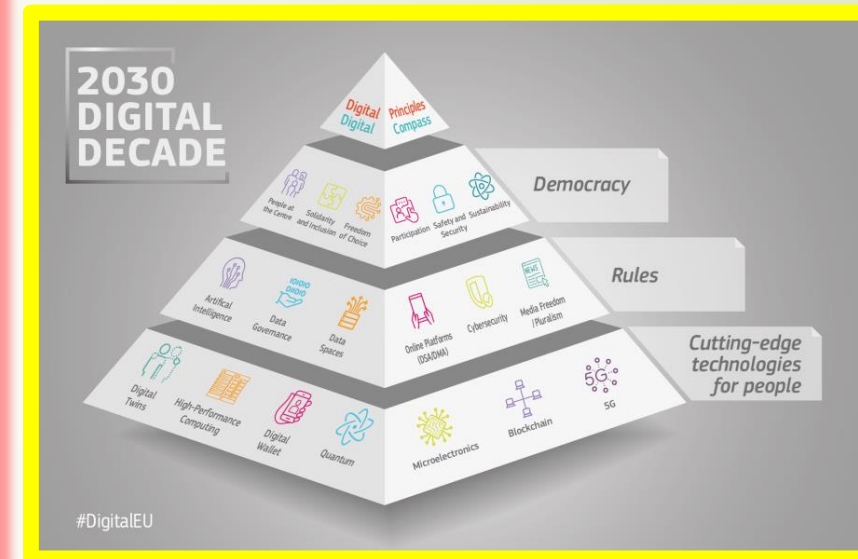 2030
DIGITAL
DECADE
Digital Principles
Digital Compass
People at
the Centre
Solidarity
and Inclusion
Freedom
of Choice
Participation
Safety and
Security
Sustainability
Democracy
Artifical
Intelligence
Data
Governance
Data
Spaces
Online Platforms
(DSA/DMA)
Cybersecurity
NEWS
Media Freedom
/Pluralism
Rules
Digital
Twins
High-Performance
Computing
Digital
Wallet
Quantum
Microelectronics
Blockchain
5G
5G
Cutting-edge
technologies
for people
#DigitalEU